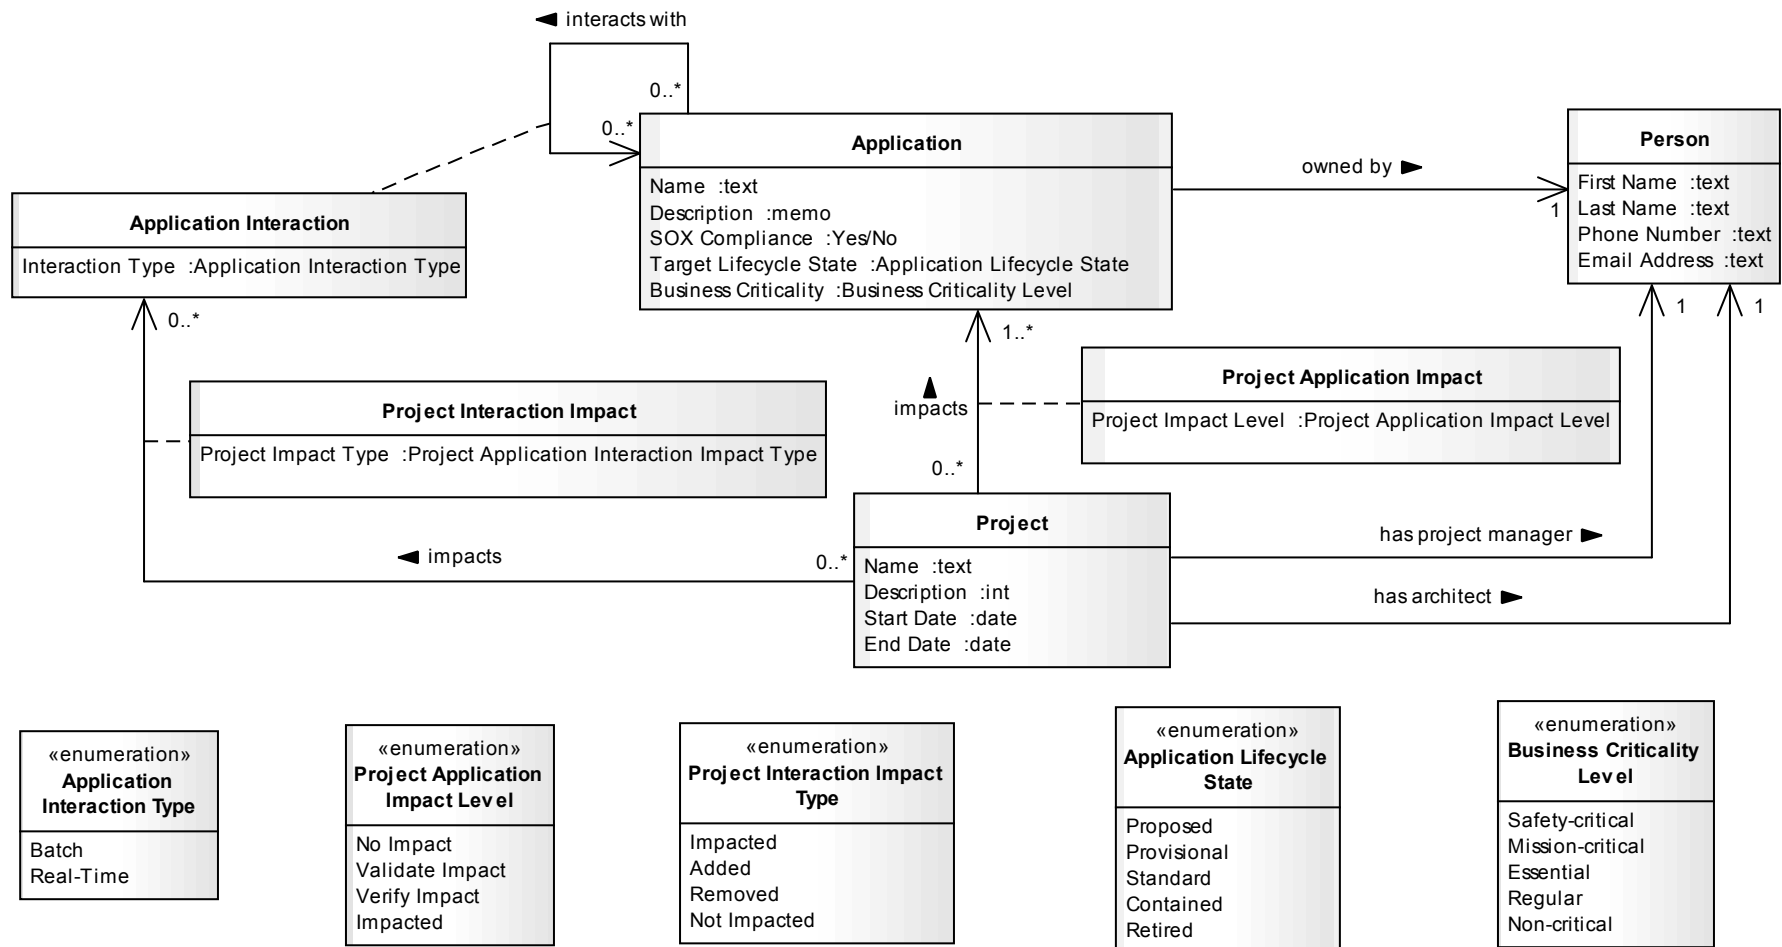 ◄ interacts with
0..*
0..*
Application
Name :text
Description :memo
SOX Compliance :Yes/No
Target Lifecycle State :Application Lifecycle State
Business Criticality :Business Criticality Level
owned by ►
1
Person
First Name :text
Last Name :text
Phone Number :text
Email Address :text
Application Interaction
Interaction Type :Application Interaction Type
0..*
1..*
1
1
Project Interaction Impact
Project Impact Type :Project Application Interaction Impact Type
▲
impacts
Project Application Impact
Project Impact Level :Project Application Impact Level
0..*
◄ impacts
0..*
Project
Name :text
Description :int
Start Date :date
End Date :date
has project manager ►
has architect ►
«enumeration»
Application
Interaction Type
Batch
Real-Time
«enumeration»
Project Application
Impact Level
No Impact
Validate Impact
Verify Impact
Impacted
«enumeration»
Project Interaction Impact
Type
Impacted
Added
Removed
Not Impacted
«enumeration»
Application Lifecycle
State
Proposed
Provisional
Standard
Contained
Retired
«enumeration»
Business Criticality
Level
Safety-critical
Mission-critical
Essential
Regular
Non-critical